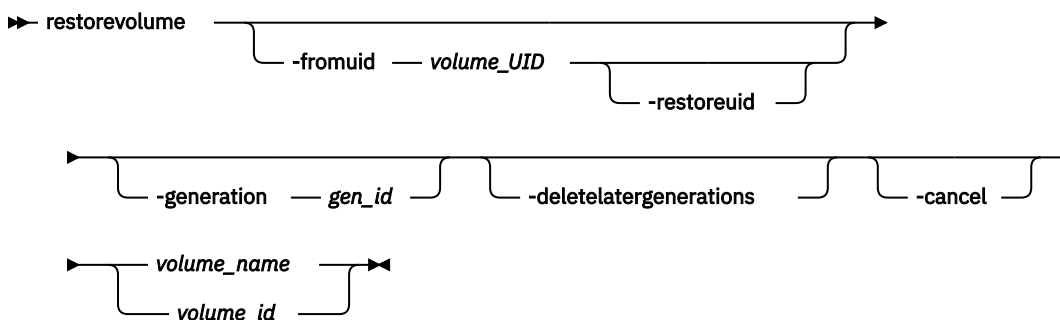 restorevolume
-fromuid volume_UID
-restoreuid
-generation gen_id -deletelatergenerations -cancel
volume_name
volume_id